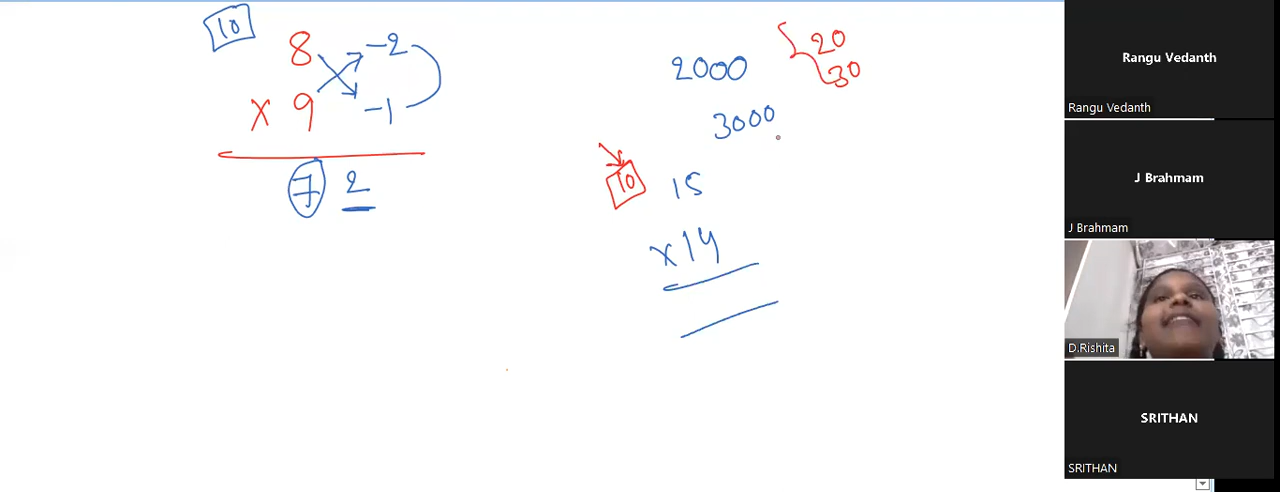 10
8 -2
x 9 -1
7 2
2000
20
30
3000
10 15
x 14
Rangu Vedanth
Rangu Vedanth
J Brahmam
J Brahmam
D.Rishita
SRITHAN
SRITHAN